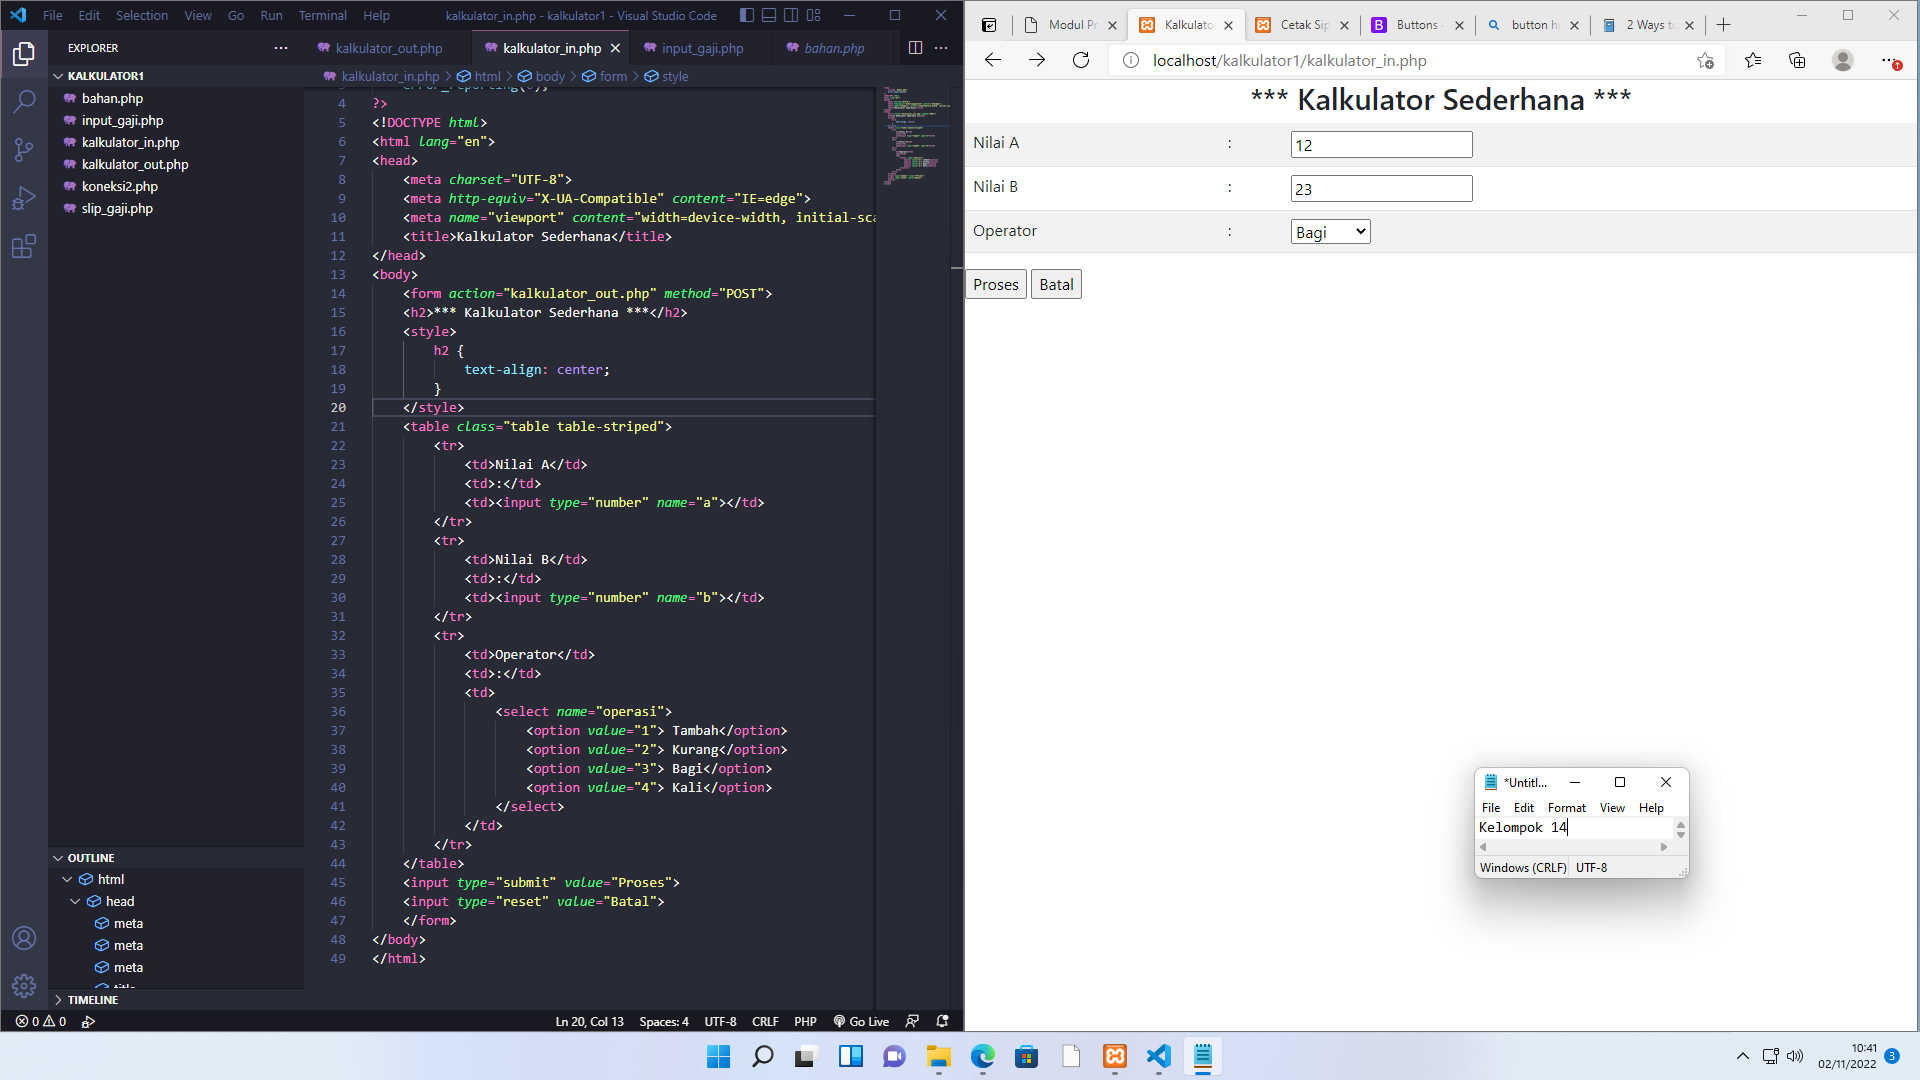 File Edit Selection View Go Run Terminal Help
kalkulator_in.php - kalkulator1 - Visual Studio Code
EXPLORER
KALKULATOR1
bahan.php
input_gaji.php
kalkulator_in.php
kalkulator_out.php
koneksi2.php
slip_gaji.php
OUTLINE
html
head
meta
meta
meta
TIMELINE
kalkulator_out.php kalkulator_in.php input_gaji.php bahan.php
kalkulator_in.php > html > body > form > style
4 ?>
5 <!DOCTYPE html>
6 <html lang="en">
7 <head>
8 <meta charset="UTF-8">
9 <meta http-equiv="X-UA-Compatible" content="IE=edge">
10 <meta name="viewport" content="width=device-width, initial-sca
11 <title>Kalkulator Sederhana</title>
12 </head>
13 <body>
14 <form action="kalkulator_out.php" method="POST">
15 <h2>*** Kalkulator Sederhana ***</h2>
16 <style>
17 h2 {
18 text-align: center;
19 }
20 </style>
21 <table class="table table-striped">
22 <tr>
23 <td>Nilai A</td>
24 <td>:</td>
25 <td><input type="number" name="a"></td>
26 </tr>
27 <tr>
28 <td>Nilai B</td>
29 <td>:</td>
30 <td><input type="number" name="b"></td>
31 </tr>
32 <tr>
33 <td>Operator</td>
34 <td>:</td>
35 <td>
36 <select name="operasi">
37 <option value="1"> Tambah</option>
38 <option value="2"> Kurang</option>
39 <option value="3"> Bagi</option>
40 <option value="4"> Kali</option>
41 </select>
42 </td>
43 </tr>
44 </table>
45 <input type="submit" value="Proses">
46 <input type="reset" value="Batal">
47 </form>
48 </body>
49 </html>
0 0 Ln 20, Col 13 Spaces: 4 UTF-8 CRLF PHP Go Live
Modul Pr Kalkulato Cetak Sip Buttons button h 2 Ways to
localhost/kalkulator1/kalkulator_in.php
*** Kalkulator Sederhana ***
Nilai A : 12
Nilai B : 23
Operator : Bagi
Proses Batal
*Untitl...
File Edit Format View Help
Kelompok 14
Windows (CRLF) UTF-8
10:41
02/11/2022
3